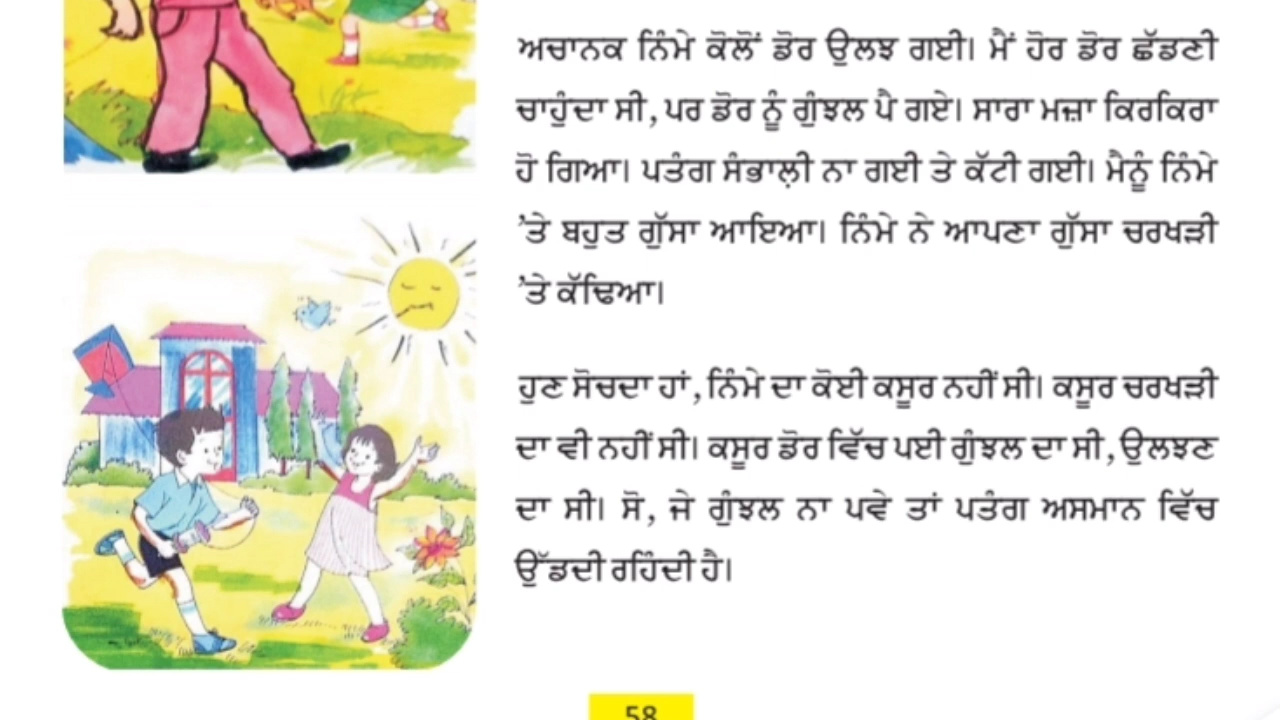 ਅਚਾਨਕ ਨਿੰਮੇ ਕੋਲੋਂ ਡੋਰ ਉਲਝ ਗਈ। ਮੈਂ ਹੋਰ ਡੋਰ ਛੱਡਣੀ
ਚਾਹੁੰਦਾ ਸੀ, ਪਰ ਡੋਰ ਨੂੰ ਗੁੰਝਲ ਪੈ ਗਏ। ਸਾਰਾ ਮਜ਼ਾ ਕਿਰਕਿਰਾ
ਹੋ ਗਿਆ। ਪਤੰਗ ਸੰਭਾਲ਼ੀ ਨਾ ਗਈ ਤੇ ਕੱਟੀ ਗਈ। ਮੈਨੂੰ ਨਿੰਮੇ
’ਤੇ ਬਹੁਤ ਗੁੱਸਾ ਆਇਆ। ਨਿੰਮੇ ਨੇ ਆਪਣਾ ਗੁੱਸਾ ਚਰਖੜੀ
’ਤੇ ਕੱਢਿਆ।
ਹੁਣ ਸੋਚਦਾ ਹਾਂ, ਨਿੰਮੇ ਦਾ ਕੋਈ ਕਸੂਰ ਨਹੀਂ ਸੀ। ਕਸੂਰ ਚਰਖੜੀ
ਦਾ ਵੀ ਨਹੀਂ ਸੀ। ਕਸੂਰ ਡੋਰ ਵਿੱਚ ਪਈ ਗੁੰਝਲ ਦਾ ਸੀ, ਉਲਝਣ
ਦਾ ਸੀ। ਸੋ, ਜੇ ਗੁੰਝਲ ਨਾ ਪਵੇ ਤਾਂ ਪਤੰਗ ਅਸਮਾਨ ਵਿੱਚ
ਉੱਡਦੀ ਰਹਿੰਦੀ ਹੈ।
58